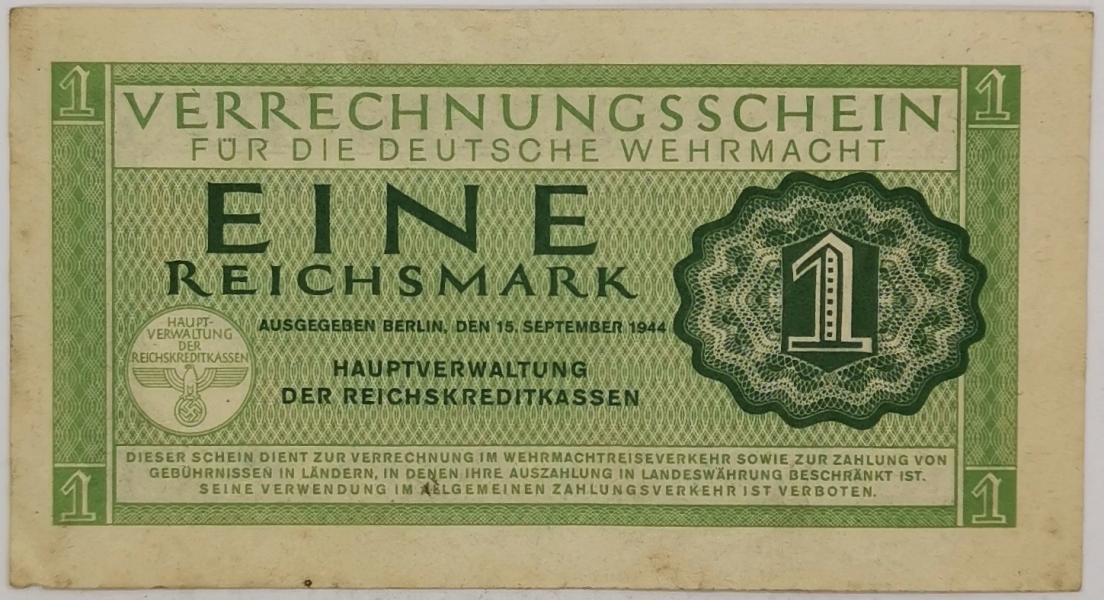 1
1
VERRECHNUNGSSCHEIN
FÜR DIE DEUTSCHE WEHRMACHT
EINE
REICHSMARK
1
AUSGEGEBEN BERLIN, DEN 15. SEPTEMBER 1944
HAUPT-
VERWALTUNG
DER
REICHSKREDITKASSEN
HAUPTVERWALTUNG
DER REICHSKREDITKASSEN
DIESER SCHEIN DIENT ZUR VERRECHNUNG IM WEHRMACHTREISEVERKEHR SOWIE ZUR ZAHLUNG VON
GEBÜHRNISSEN IN LÄNDERN, IN DENEN IHRE AUSZAHLUNG IN LANDESWÄHRUNG BESCHRÄNKT IST.
SEINE VERWENDUNG IM ALLGEMEINEN ZAHLUNGSVERKEHR IST VERBOTEN.
1
1